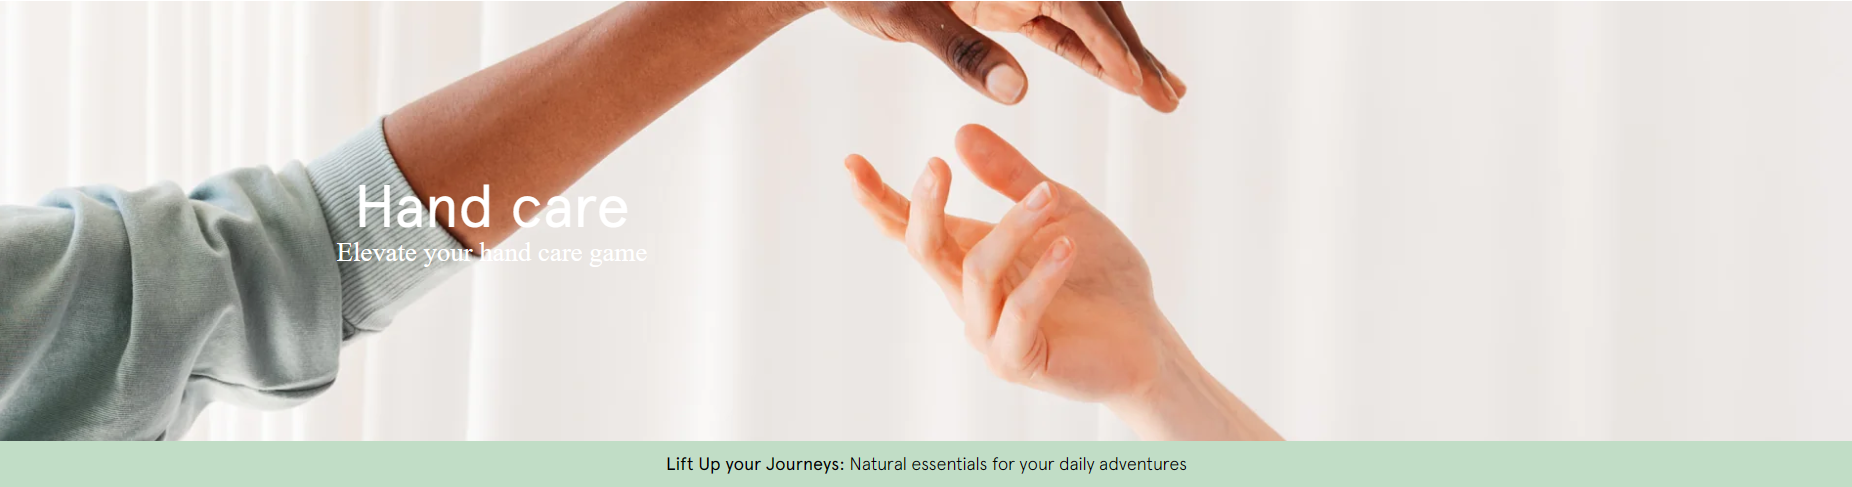 Hand care
Elevate your hand care game
Lift Up your Journeys: Natural essentials for your daily adventures